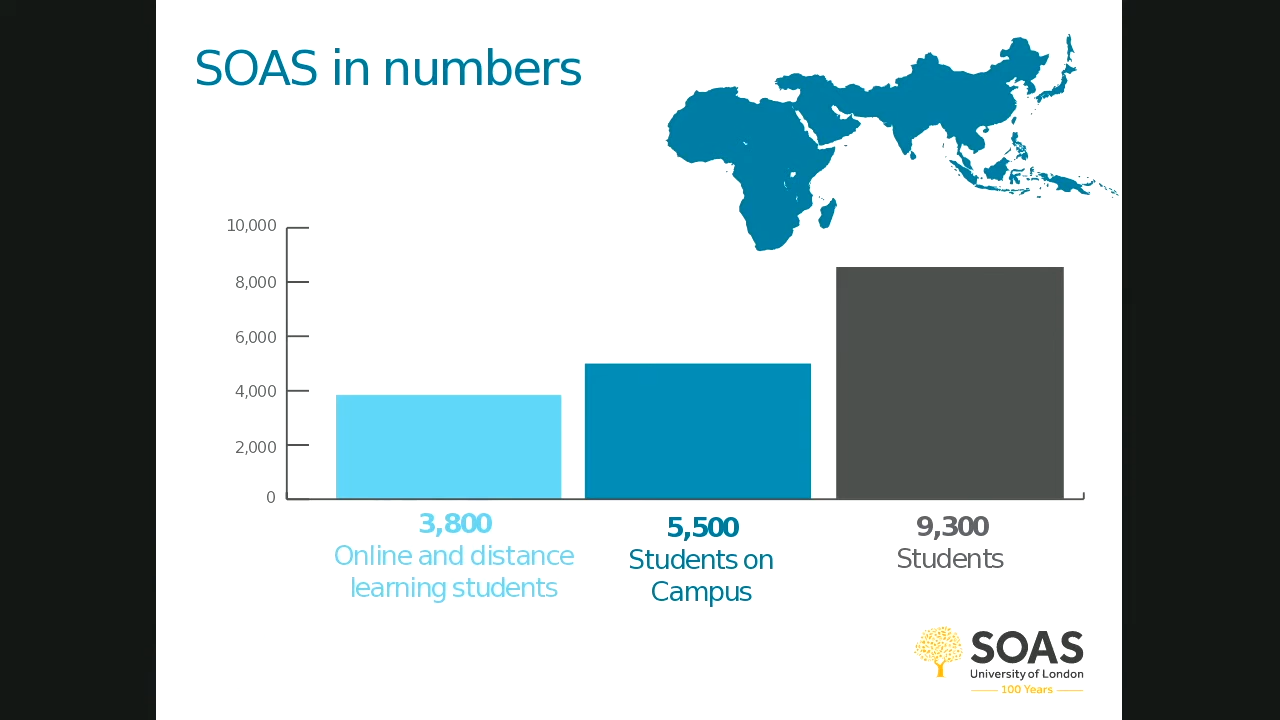 SOAS in numbers
10,000
8,000
6,000
4,000
2,000
0
3,800
Online and distance
learning students
5,500
Students on
Campus
9,300
Students
SOAS
University of London
100 Years